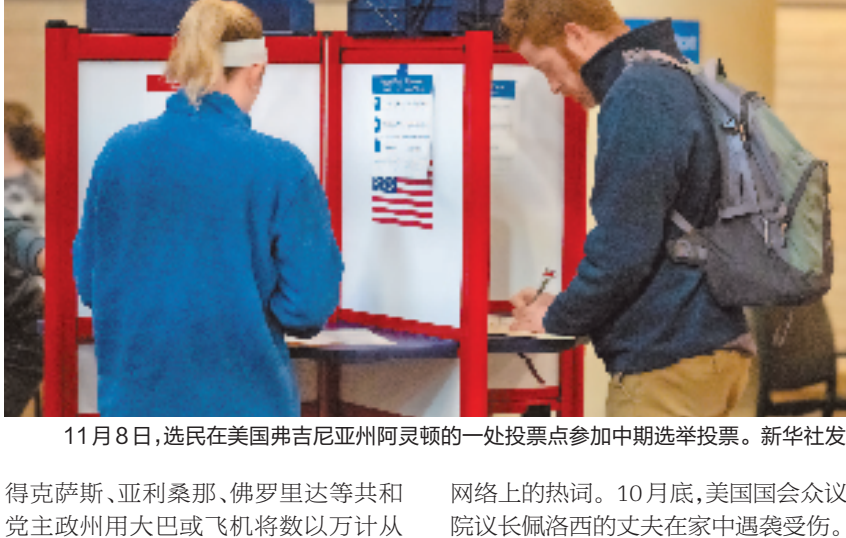 11月8日,选民在美国弗吉尼亚州阿灵顿的一处投票点参加中期选举投票。新华社发
得克萨斯、亚利桑那、佛罗里达等共和
党主政州用大巴或飞机将数以万计从
网络上的热词。10月底,美国国会众议
院议长佩洛西的丈夫在家中遇袭受伤。